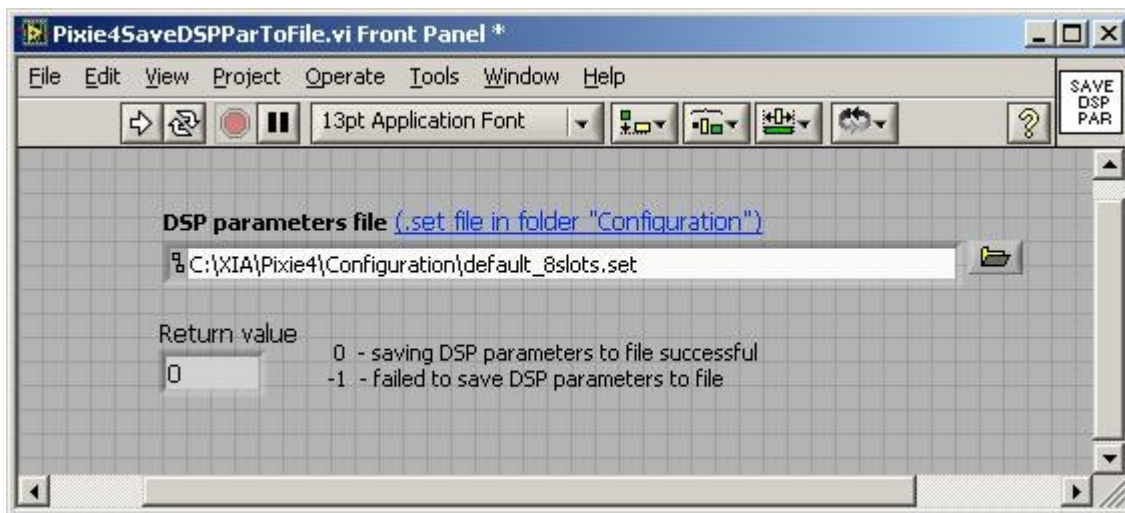 Pixie4SaveDSPParToFile.vi Front Panel *
File Edit View Project Operate Tools Window Help
SAVE
DSP
PAR
13pt Application Font
DSP parameters file (.set file in folder "Configuration")
C:\XIA\Pixie4\Configuration\default_8slots.set
Return value
0 - saving DSP parameters to file successful
0
-1 - failed to save DSP parameters to file